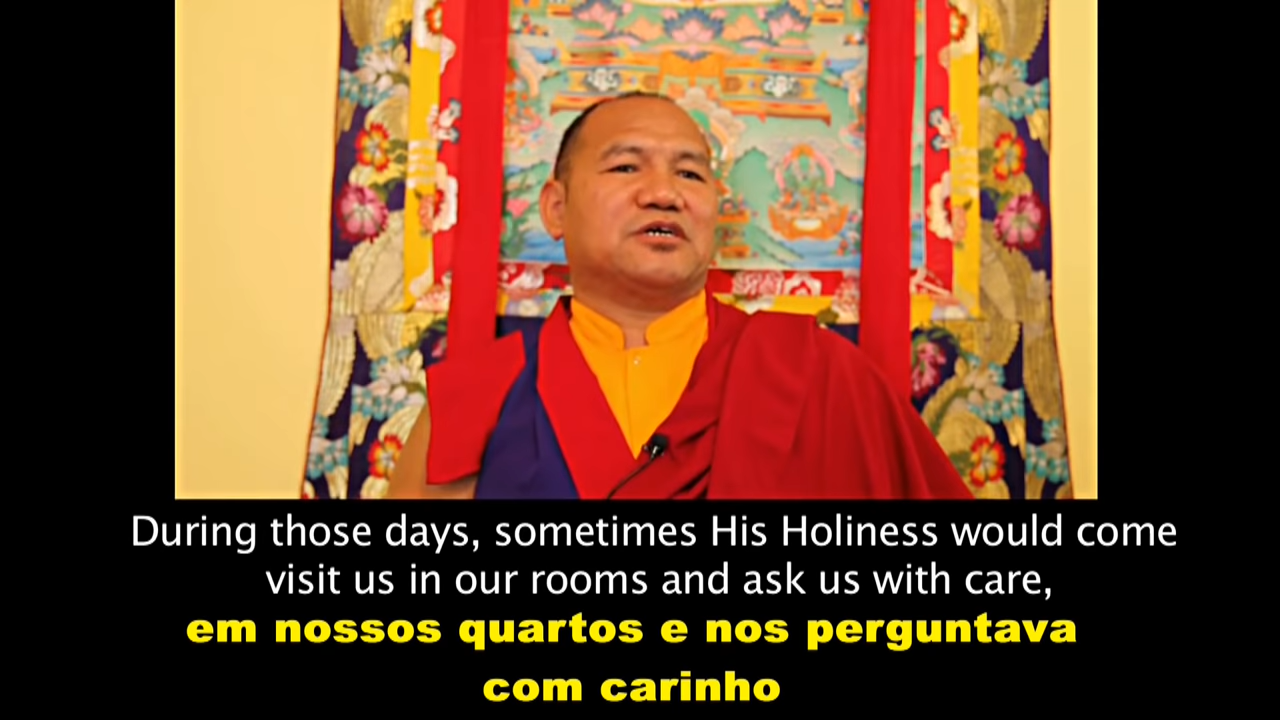 During those days, sometimes His Holiness would come
visit us in our rooms and ask us with care,
em nossos quartos e nos perguntava
com carinho